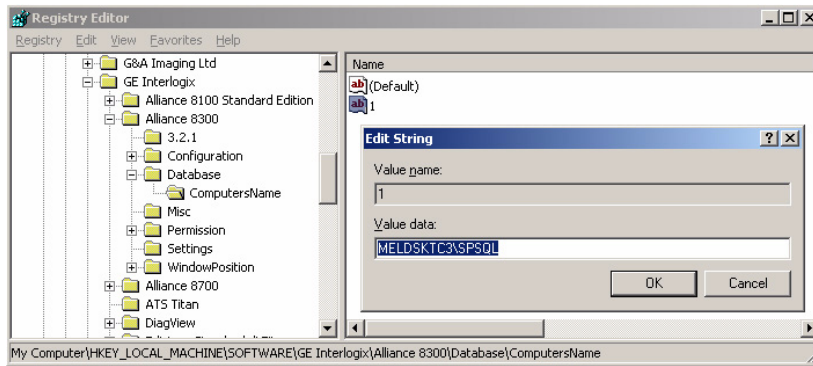 Registry Editor
Registry Edit View Favorites Help
G&A Imaging Ltd
GE Interlogix
Alliance 8100 Standard Edition
Alliance 8300
3.2.1
Configuration
Database
ComputersName
Misc
Permission
Settings
WindowPosition
Alliance 8700
ATS Titan
DiagView
Name
ab (Default)
ab 1
Edit String
Value name:
1
Value data:
MELDSKTC3\SPSQL
OK Cancel
My Computer\HKEY_LOCAL_MACHINE\SOFTWARE\GE Interlogix\Alliance 8300\Database\ComputersName